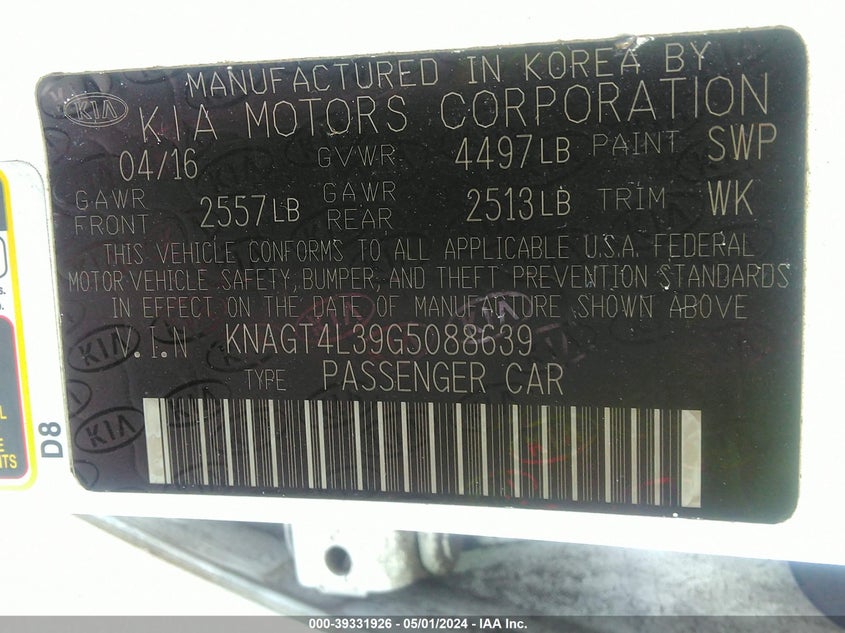 MANUFACTURED IN KOREA BY
KIA KIA MOTORS CORPORATION
04/16 GVWR 4497LB PAINT SWP
GAWR FRONT 2557LB GAWR REAR 2513LB TRIM WK
THIS VEHICLE CONFORMS TO ALL APPLICABLE U.S.A. FEDERAL
MOTOR VEHICLE SAFETY, BUMPER, AND THEFT PREVENTION STANDARDS
IN EFFECT ON THE DATE OF MANUFACTURE SHOWN ABOVE
.I.N KNAGT4L39G5088639
TYPE PASSENGER CAR
D8
000-39331926 - 05/01/2024 - IAAI, Inc.